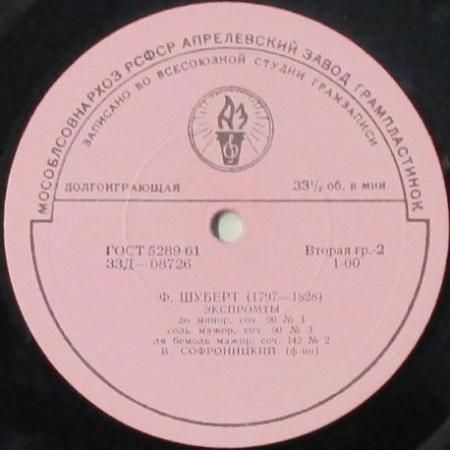 МОСОБЛСОВНАРХОЗ РСФСР АПРЕЛЕВСКИЙ ЗАВОД ГРАМПЛАСТИНОК
ЗАПИСАНО ВО ВСЕСОЮЗНОЙ СТУДИИ ГРАМЗАПИСИ
АЗ
ДОЛГОИГРАЮЩАЯ 33⅓ об. в мин.
ГОСТ 5289-61 Вторая гр.-2
33Д—08726 1-00
Ф. ШУБЕРТ (1797—1828)
ЭКСПРОМТЫ
до минор, соч. 90 № 1
соль мажор, соч. 90 № 3
ля бемоль мажор, соч. 142 № 2
В. СОФРОНИЦКИЙ (ф-но)